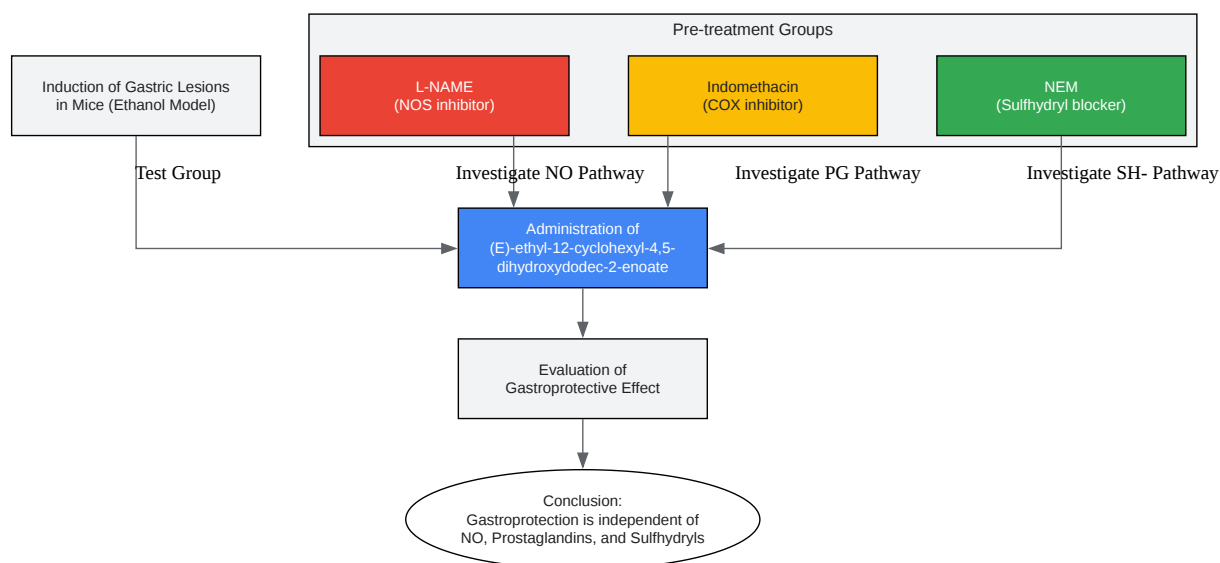 Pre-treatment Groups
Induction of Gastric Lesions
in Mice (Ethanol Model)
L-NAME
(NOS inhibitor)
Indomethacin
(COX inhibitor)
NEM
(Sulfhydryl blocker)
Test Group
Investigate NO Pathway
Investigate PG Pathway
Investigate SH- Pathway
Administration of
(E)-ethyl-12-cyclohexyl-4,5-
dihydroxydodec-2-enoate
Evaluation of
Gastroprotective Effect
Conclusion:
Gastroprotection is independent of
NO, Prostaglandins, and Sulfhydryls